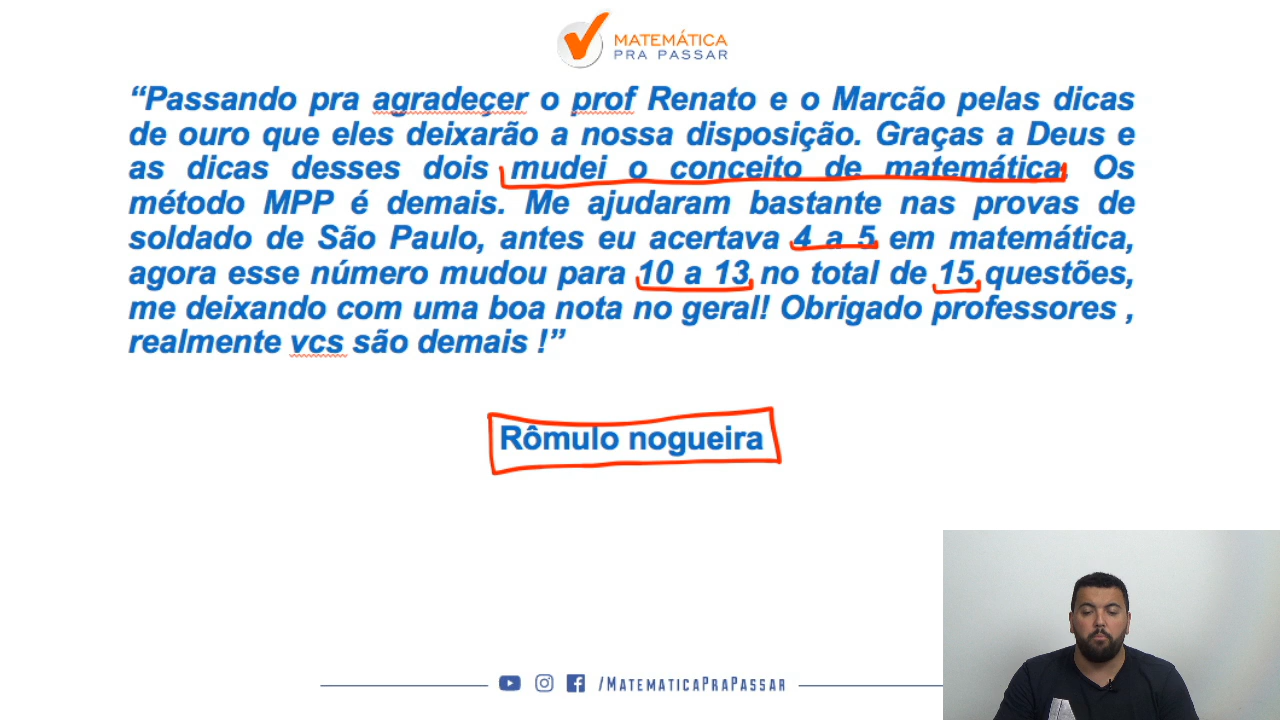 MATEMÁTICA
PRA PASSAR
“Passando pra agradeçer o prof Renato e o Marcão pelas dicas
de ouro que eles deixarão a nossa disposição. Graças a Deus e
as dicas desses dois mudei o conceito de matemática. Os
método MPP é demais. Me ajudaram bastante nas provas de
soldado de São Paulo, antes eu acertava 4 a 5 em matemática,
agora esse número mudou para 10 a 13 no total de 15 questões,
me deixando com uma boa nota no geral! Obrigado professores ,
realmente vcs são demais !”
Rômulo nogueira
/MATEMATICAPRAPASSAR